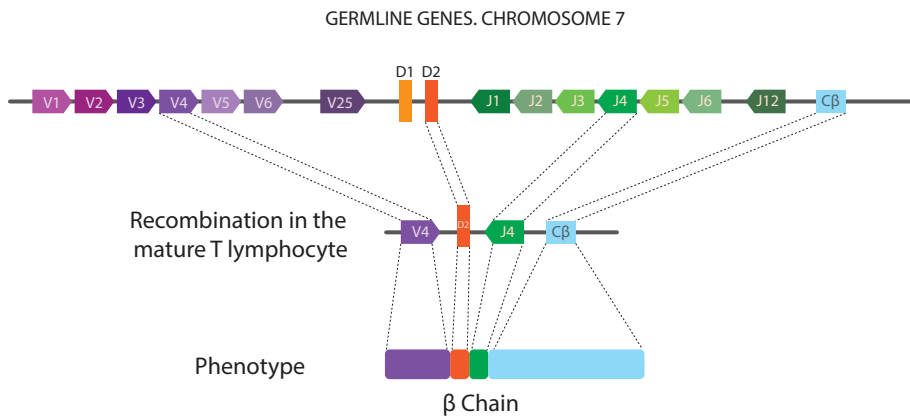 GERMLINE GENES. CHROMOSOME 7
D1 D2
V1 V2 V3 V4 V5 V6 V25 J1 J2 J3 J4 J5 J6 J12 Cβ
Recombination in the
mature T lymphocyte
V4 D2 J4 Cβ
Phenotype
β Chain